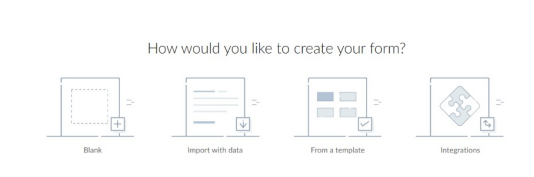 How would you like to create your form?
Blank
Import with data
From a template
Integrations